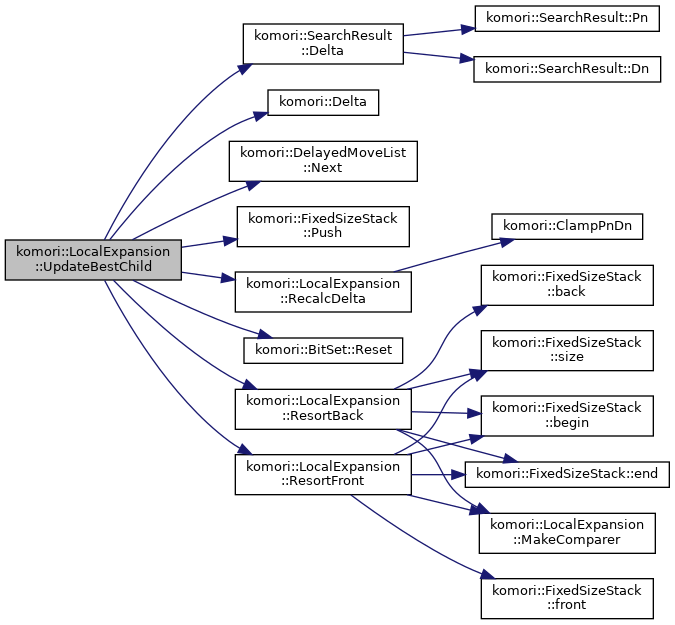 komori::LocalExpansion
::UpdateBestChild
komori::SearchResult
::Delta
komori::SearchResult::Pn
komori::SearchResult::Dn
komori::Delta
komori::DelayedMoveList
::Next
komori::FixedSizeStack
::Push
komori::LocalExpansion
::RecalcDelta
komori::ClampPnDn
komori::BitSet::Reset
komori::LocalExpansion
::ResortBack
komori::LocalExpansion
::ResortFront
komori::FixedSizeStack
::back
komori::FixedSizeStack
::size
komori::FixedSizeStack
::begin
komori::FixedSizeStack::end
komori::LocalExpansion
::MakeComparer
komori::FixedSizeStack
::front